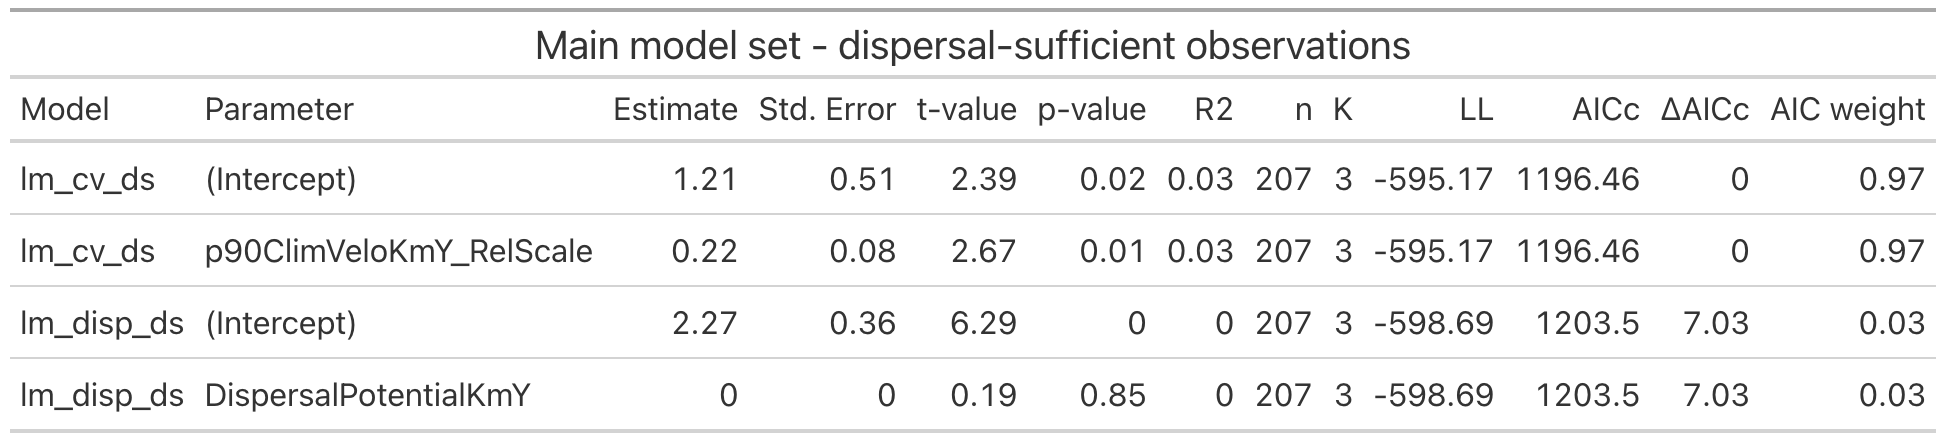 Main model set - dispersal-sufficient observations
Model Parameter Estimate Std. Error t-value p-value R2 n K LL AICc ΔAICc AIC weight
lm_cv_ds (Intercept) 1.21 0.51 2.39 0.02 0.03 207 3 -595.17 1196.46 0 0.97
lm_cv_ds p90ClimVeloKmY_RelScale 0.22 0.08 2.67 0.01 0.03 207 3 -595.17 1196.46 0 0.97
lm_disp_ds (Intercept) 2.27 0.36 6.29 0 0 207 3 -598.69 1203.5 7.03 0.03
lm_disp_ds DispersalPotentialKmY 0 0 0.19 0.85 0 207 3 -598.69 1203.5 7.03 0.03